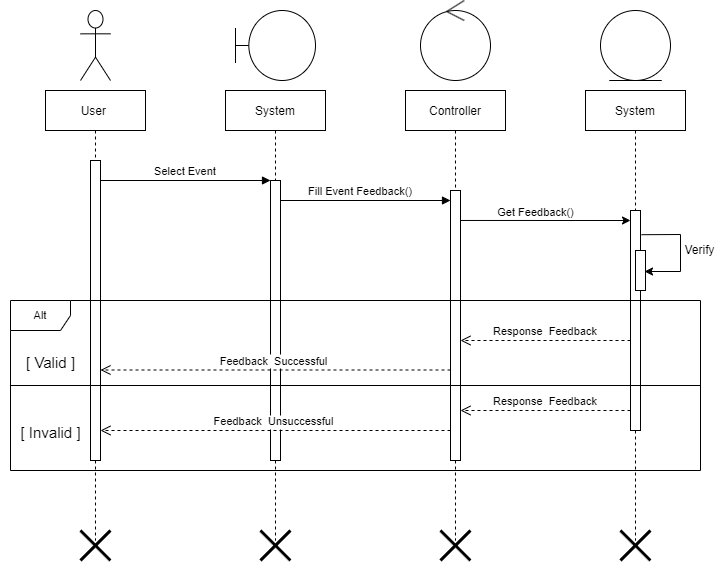 User
System
Controller
System
Select Event
Fill Event Feedback()
Get Feedback()
Verify
Alt
Response Feedback
[ Valid ]
Feedback Successful
Response Feedback
Feedback Unsuccessful
[ Invalid ]